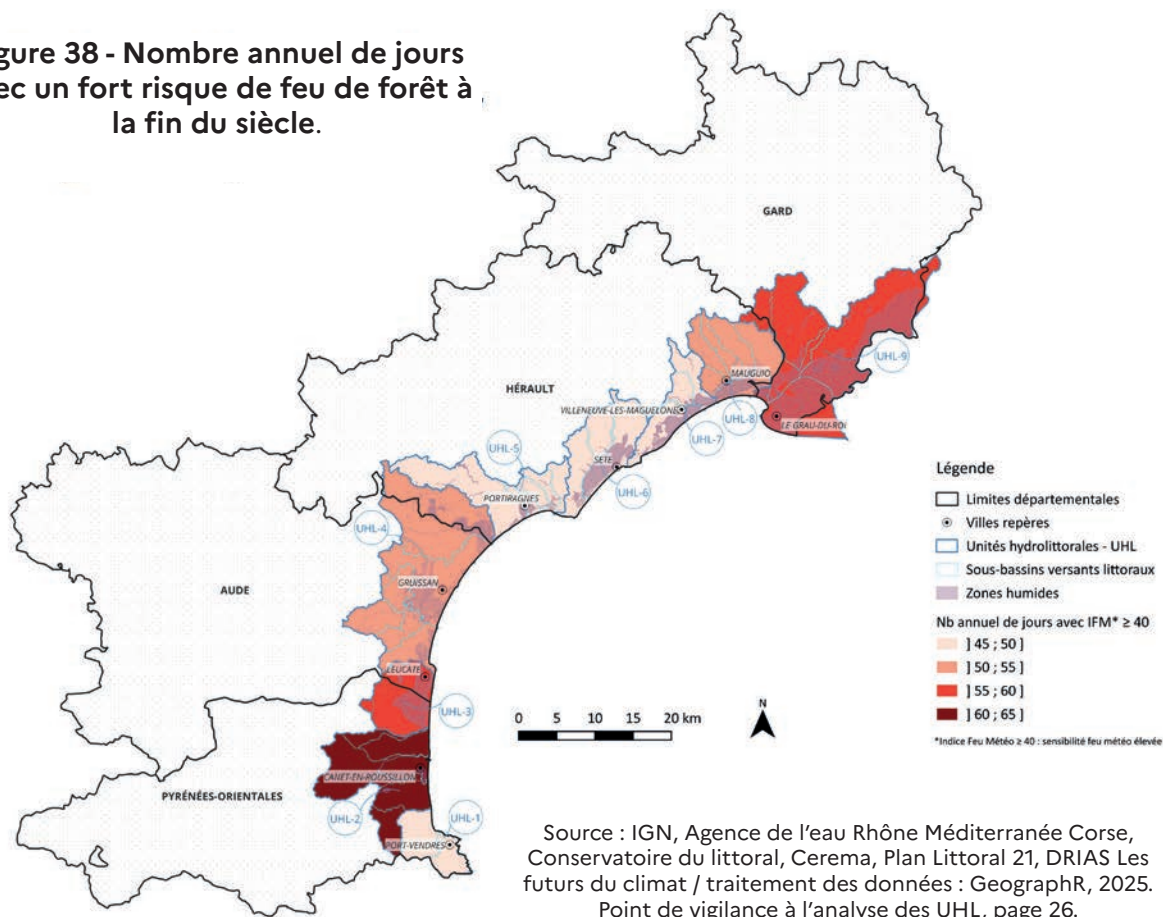 gure 38 - Nombre annuel de jours
ec un fort risque de feu de forêt à
la fin du siècle.
GARD
UHL-9
MAUGUIO
HÉRAULT
VILLENEUVE-LES-MAGUELONE
UHL-8
LE-GRAU-DU-ROI
UHL-7
UHL-5
SETE
UHL-6
PORTIRAGNES
UHL-4
GRUISSAN
AUDE
LEUCATE
UHL-3
CANET-EN-ROUSSILLON
PYRÉNÉES-ORIENTALES
UHL-2
UHL-1
PORT-VENDRES
0 5 10 15 20 km
N
Légende
Limites départementales
Villes repères
Unités hydrolittorales - UHL
Sous-bassins versants littoraux
Zones humides
Nb annuel de jours avec IFM* ≥ 40
] 45 ; 50 ]
] 50 ; 55 ]
] 55 ; 60 ]
] 60 ; 65 ]
*Indice Feu Météo ≥ 40 : sensibilité feu météo élevée
Source : IGN, Agence de l'eau Rhône Méditerranée Corse,
Conservatoire du littoral, Cerema, Plan Littoral 21, DRIAS Les
futurs du climat / traitement des données : GeographR, 2025.
Point de vigilance à l'analyse des UHL, page 26.